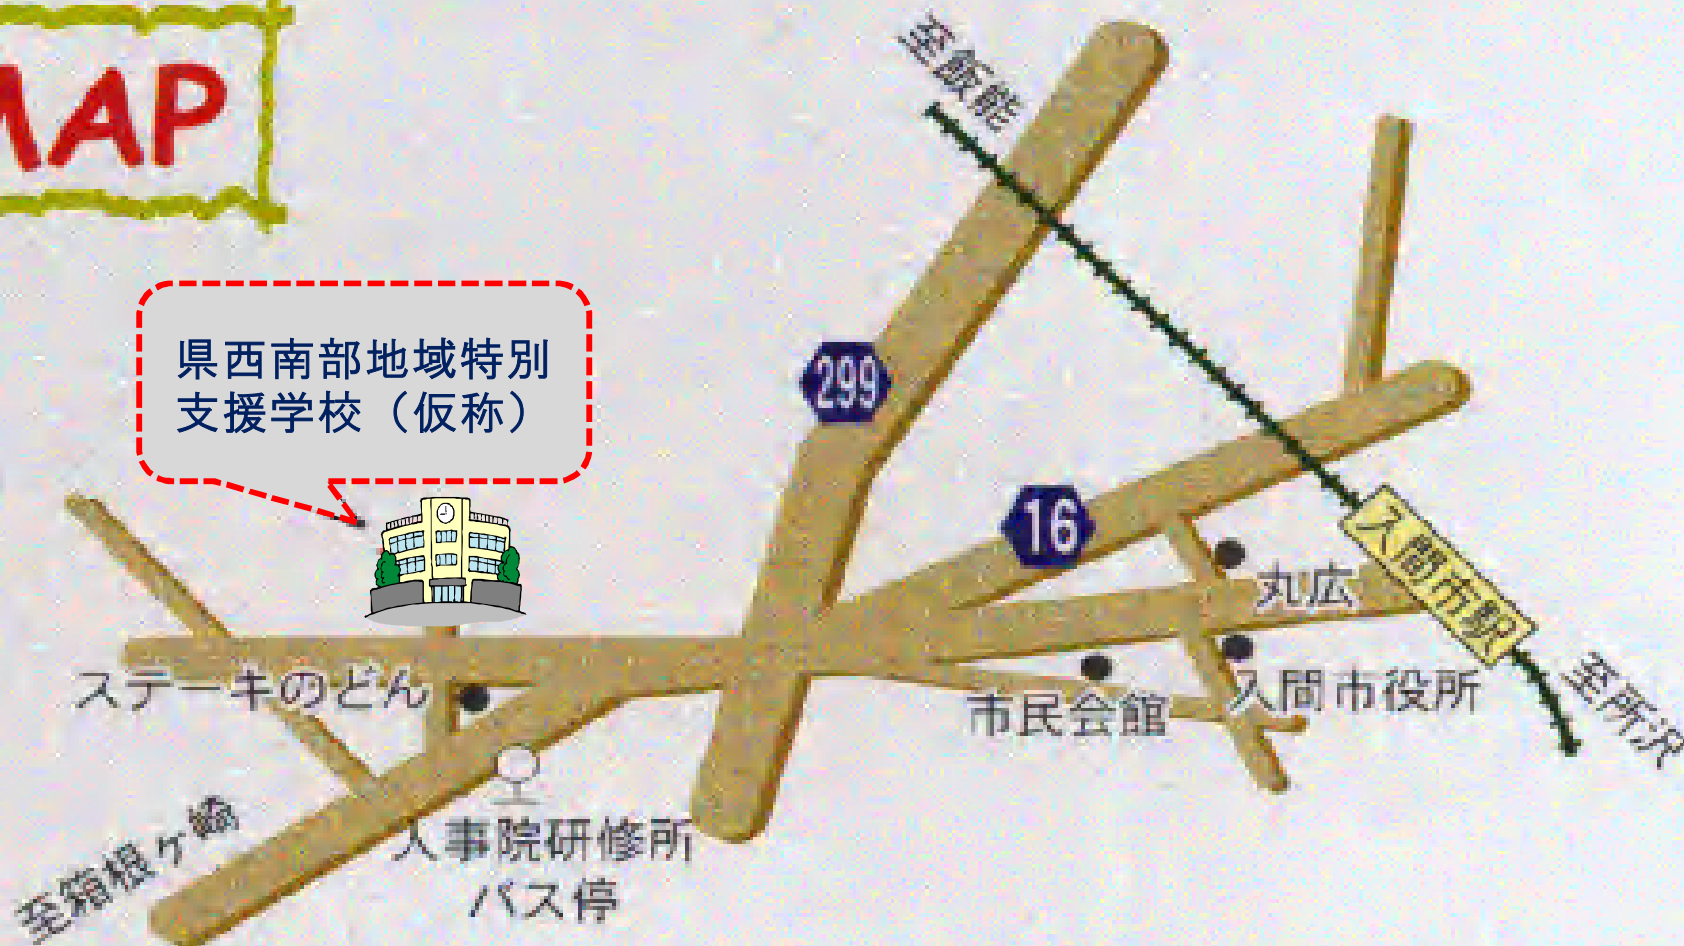 MAP
至飯能
県西南部地域特別
支援学校（仮称）
299
16
入間市駅
丸広
ステーキのどん
入間市役所
市民会館
至所沢
至箱根ヶ崎
人事院研修所
バス停